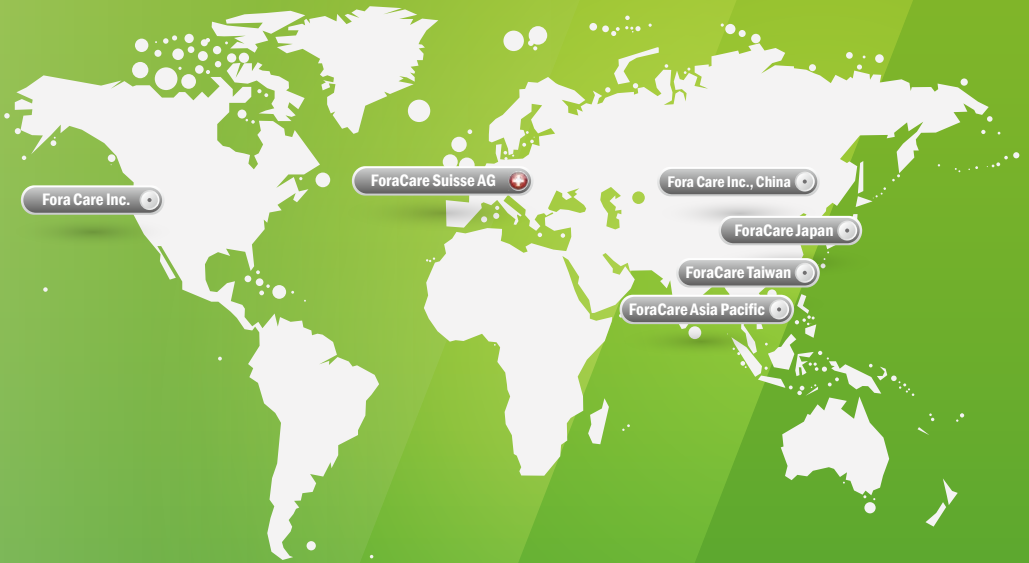 ForaCare Suisse AG
Fora Care Inc., China
Fora Care Inc.
ForaCare Japan
ForaCare Taiwan
ForaCare Asia Pacific